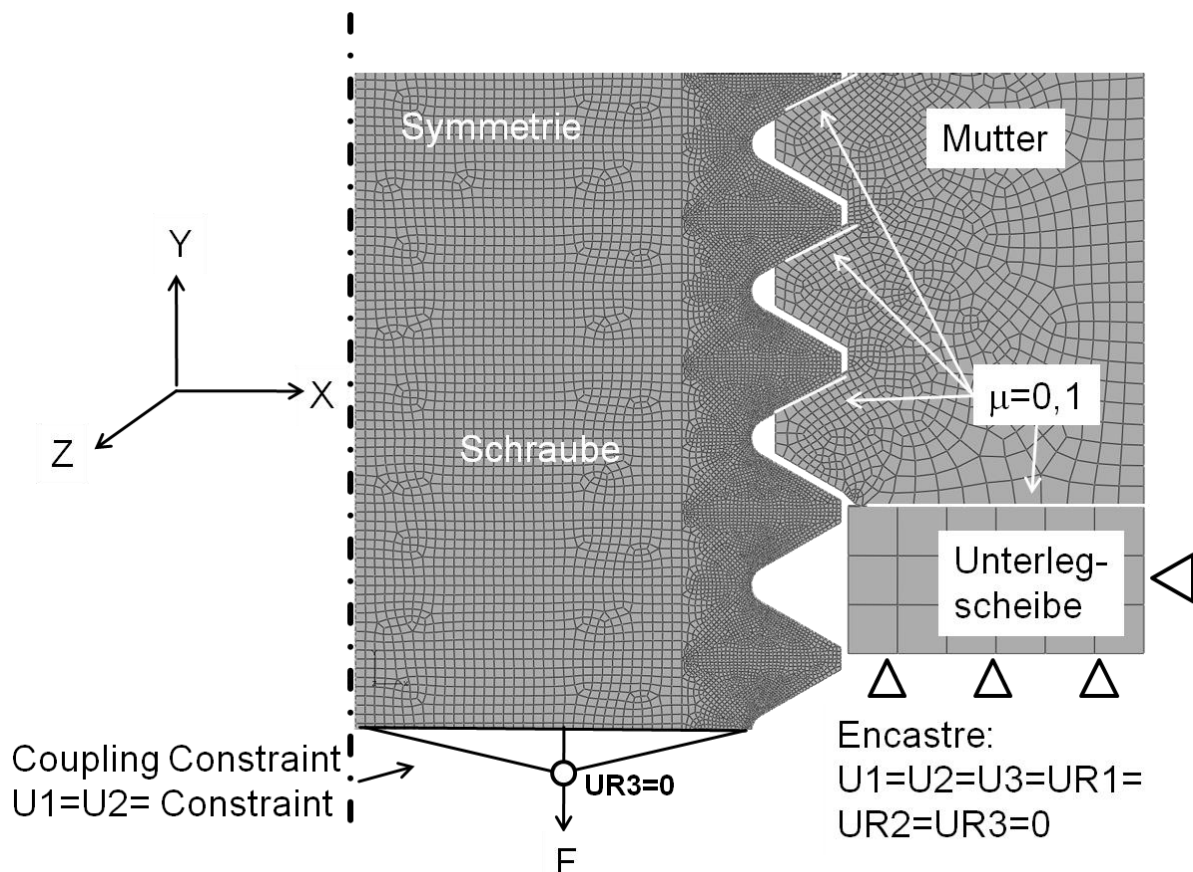 Symmetrie
Mutter
Y
X
Z
μ=0,1
Schraube
Unterleg-
scheibe
Coupling Constraint
U1=U2= Constraint
UR3=0
F
Encastre:
U1=U2=U3=UR1=
UR2=UR3=0